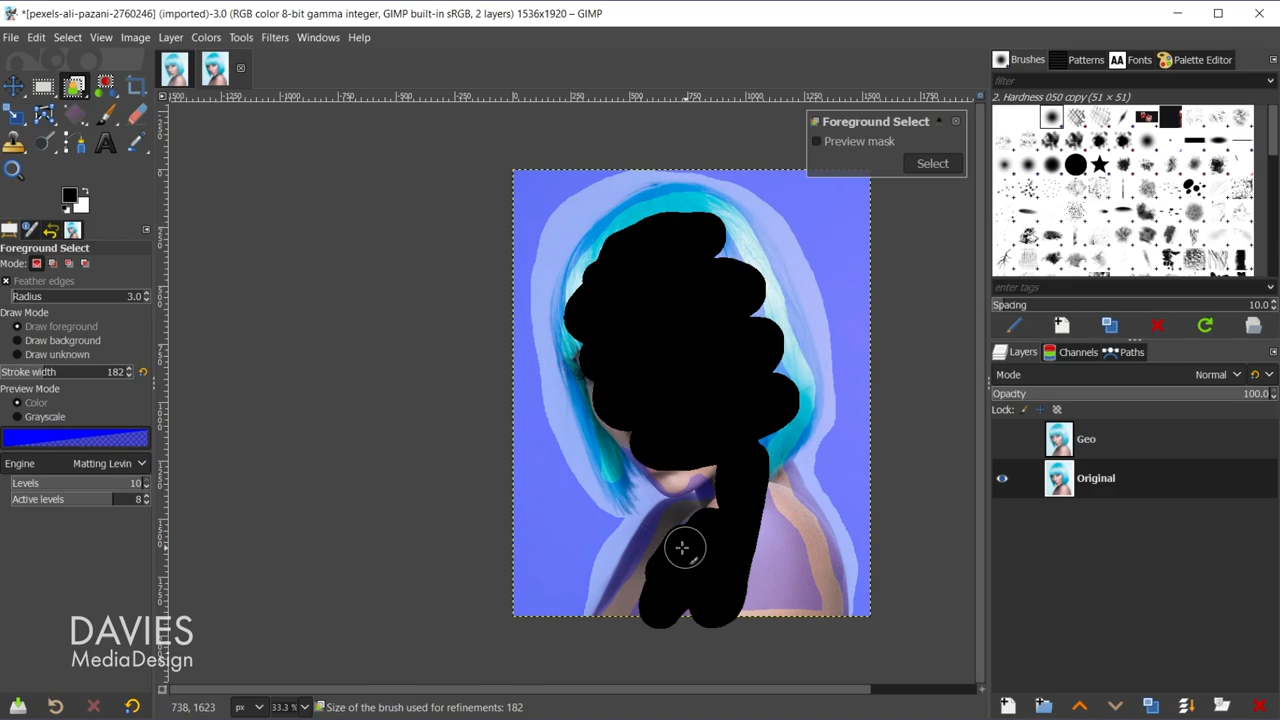 *[pexels-ali-pazani-2760246] (imported)-3.0 (RGB color 8-bit gamma integer, GIMP built-in sRGB, 2 layers) 1536x1920 – GIMP
File Edit Select View Image Layer Colors Tools Filters Windows Help
Brushes Patterns AA Fonts Palette Editor
filter
2. Hardness 050 copy (51 × 51)
Foreground Select
Preview mask
Select
Foreground Select
Mode:
Feather edges
Radius 3.0
Draw Mode
Draw foreground
Draw background
Draw unknown
Stroke width 182
Preview Mode
Color
Grayscale
Engine Matting Levin
Levels 10
Active levels 8
enter tags
Spacing 10.0
Layers Channels Paths
Mode Normal
Opacity 100.0
Lock:
Geo
Original
DAVIES
MediaDesign
738, 1623 px 33.3 % Size of the brush used for refinements: 182